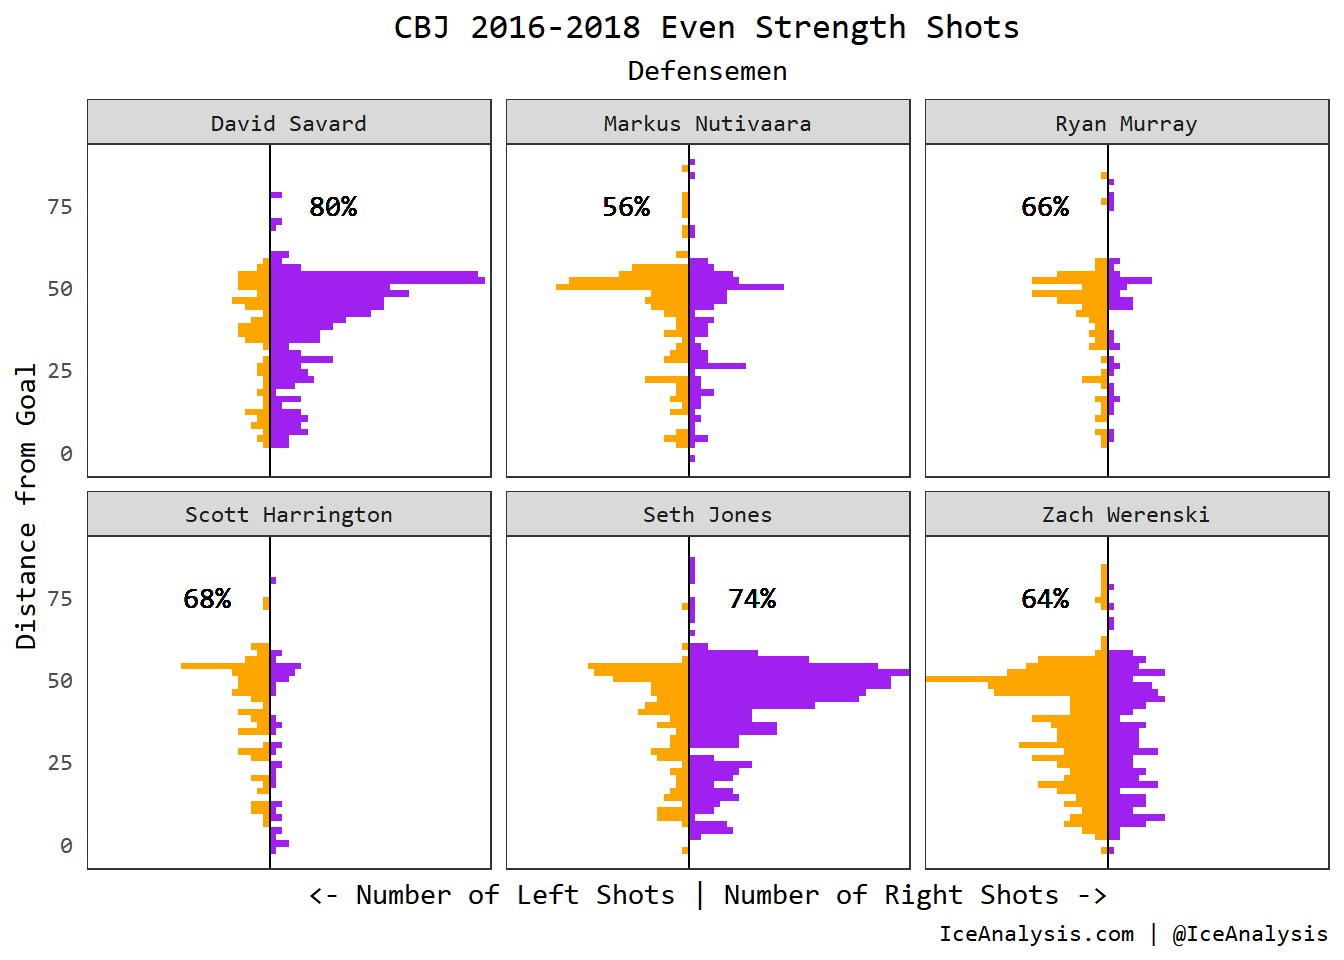 CBJ 2016-2018 Even Strength Shots
Defensemen
David Savard
Markus Nutivaara
Ryan Murray
80%
56%
66%
75
50
25
0
Scott Harrington
Seth Jones
Zach Werenski
68%
74%
64%
75
50
25
0
Distance from Goal
<- Number of Left Shots | Number of Right Shots ->
IceAnalysis.com | @IceAnalysis